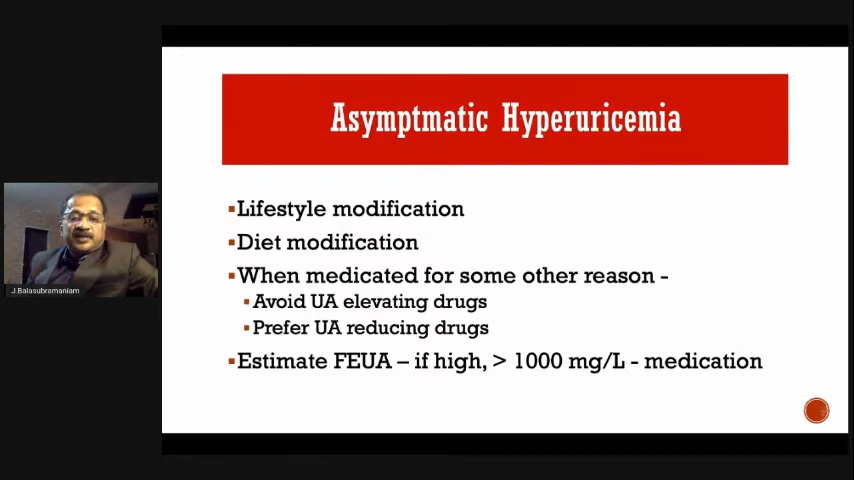 Asymptmatic Hyperuricemia
Lifestyle modification
Diet modification
When medicated for some other reason -
Avoid UA elevating drugs
Prefer UA reducing drugs
Estimate FEUA – if high, > 1000 mg/L - medication
J.Balasubramaniam